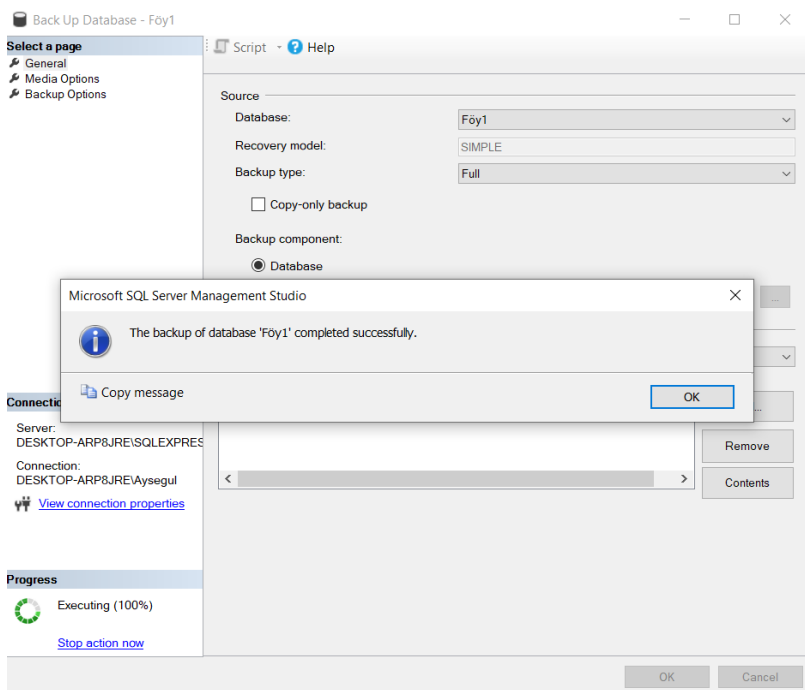 Back Up Database - Föy1
Select a page
General
Media Options
Backup Options
Script
Help
Source
Database:
Föy1
Recovery model:
SIMPLE
Backup type:
Full
Copy-only backup
Backup component:
Database
...
Microsoft SQL Server Management Studio
The backup of database 'Föy1' completed successfully.
Copy message
OK
Connectio
...
Server:
DESKTOP-ARP8JRE\SQLEXPRES
Connection:
DESKTOP-ARP8JRE\Aysegul
View connection properties
Remove
Contents
Progress
Executing (100%)
Stop action now
OK
Cancel